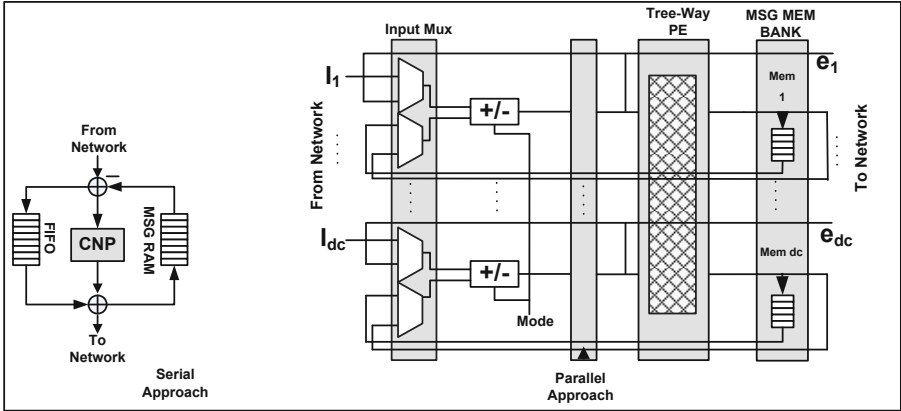 From
Network
–
FIFO
CNP
MSG RAM
To
Network
Serial
Approach
Input Mux
Tree-Way
PE
MSG MEM
BANK
I1
From Network
+/-
e1
Mem
1
To Network
Idc
+/-
edc
Mem dc
Mode
Parallel
Approach